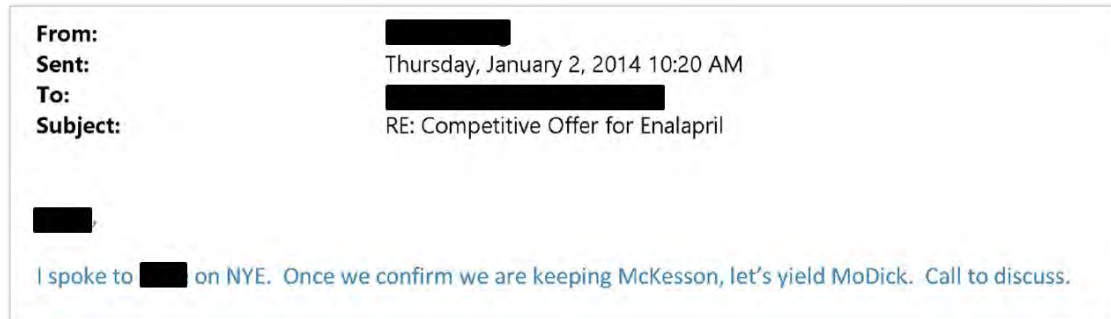 From:
Sent: Thursday, January 2, 2014 10:20 AM
To:
Subject: RE: Competitive Offer for Enalapril
,
I spoke to on NYE. Once we confirm we are keeping McKesson, let's yield MoDick. Call to discuss.